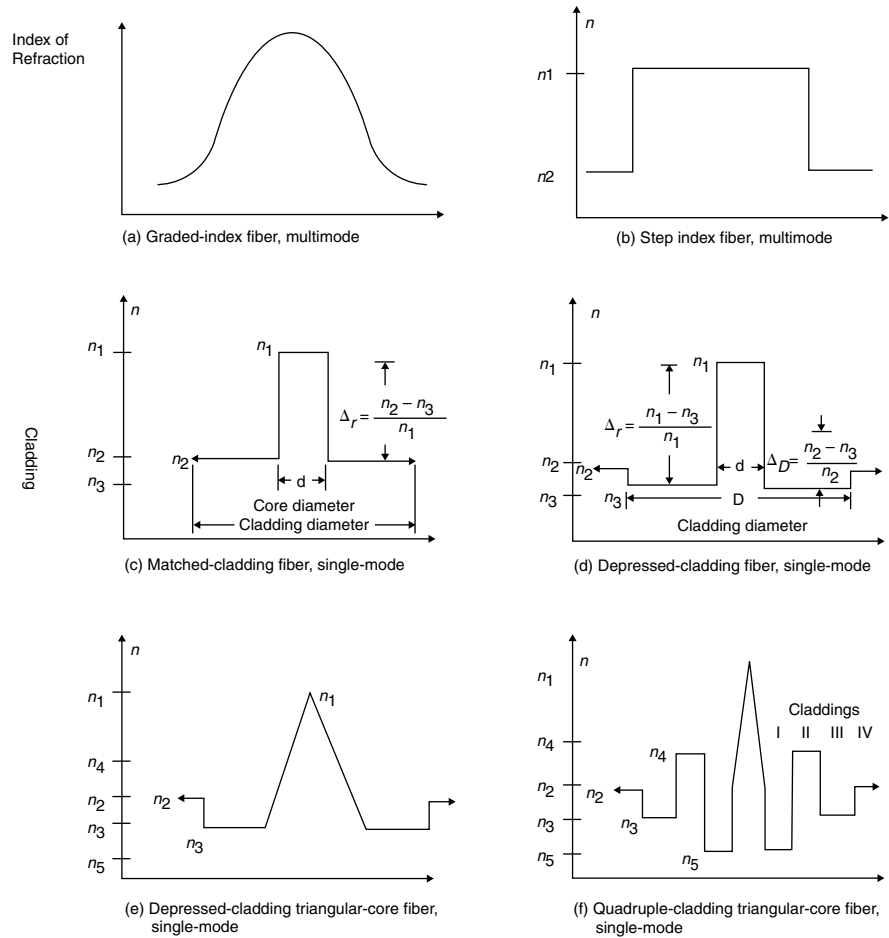 Index of
Refraction
(a) Graded-index fiber, multimode
n
n1
n2
(b) Step index fiber, multimode
Cladding
n
n1
n1
Δr = n2 – n3 / n1
n2
n2
n3
d
Core diameter
Cladding diameter
(c) Matched-cladding fiber, single-mode
n
n1
n1
Δr = n1 – n3 / n1
d
ΔD = n2 – n3 / n2
n2
n2
n3
n3
D
Cladding diameter
(d) Depressed-cladding fiber, single-mode
n
n1
n1
n4
n2
n2
n3
n3
n5
(e) Depressed-cladding triangular-core fiber,
single-mode
n
n1
Claddings
I II III IV
n4
n4
n2
n2
n3
n3
n5
n5
(f) Quadruple-cladding triangular-core fiber,
single-mode